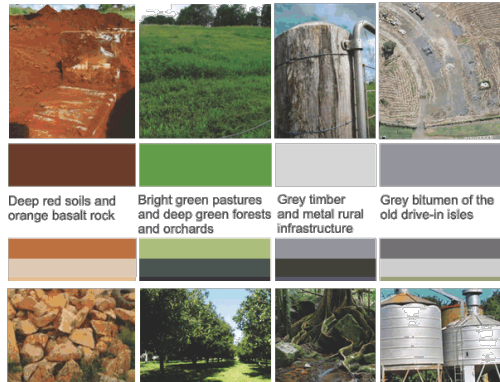 Deep red soils and
orange basalt rock
Bright green pastures
and deep green forests
and orchards
Grey timber
and metal rural
infrastructure
Grey bitumen of the
old drive-in isles